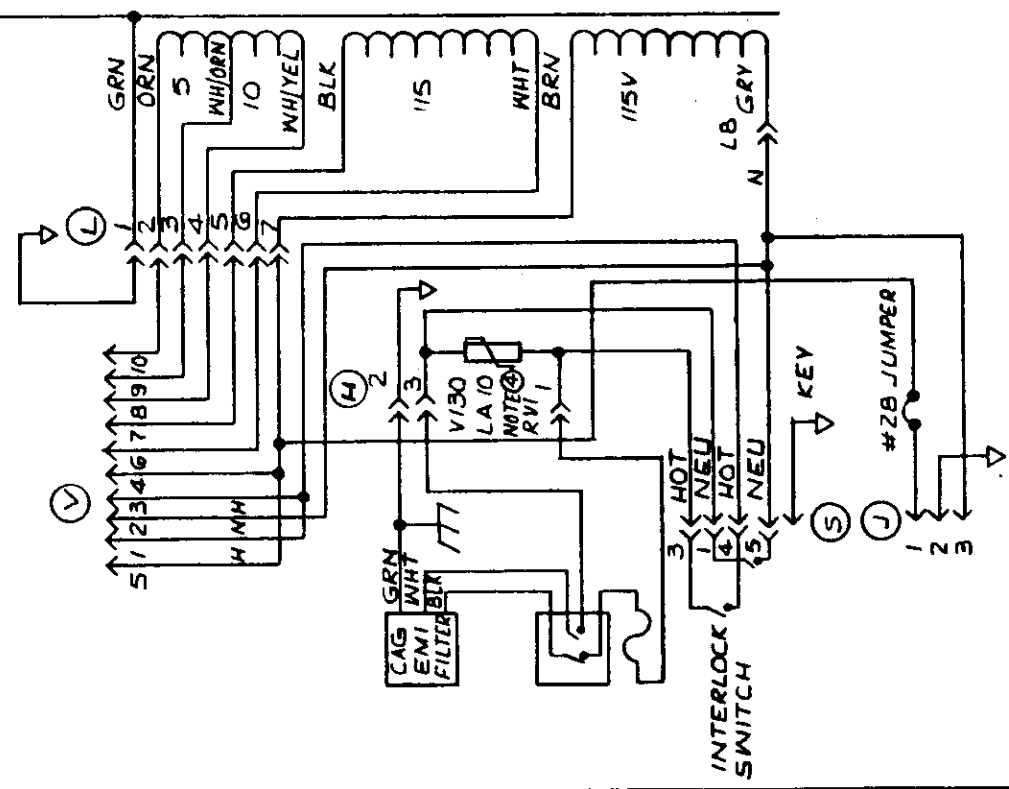 GRN
ORN
5
WH/ORN
10
WH/YEL
BLK
115
WHT
BRN
115V
GRY
LB
N
L
1
2
3
4
5
6
7
V
10
9
8
7
6
4
3
2
1
5
H
N
H
H
2
3
1
V130
LA 10
NOTE 4
RV1
GRN
WHT
BLK
CAG
EMI
FILTER
HOT
NEU
HOT
NEU
3
1
4
5
KEY
S
INTERLOCK
SWITCH
#28 JUMPER
J
1
2
3